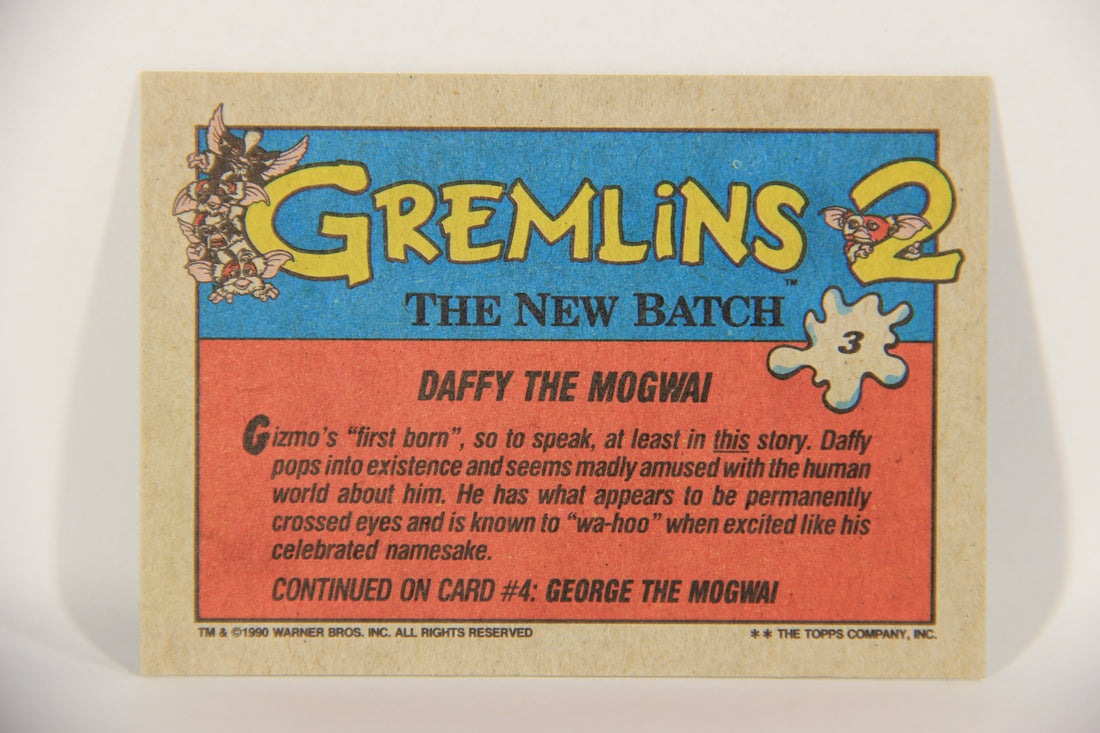 GREMLiNS 2
™
THE NEW BATCH
3
DAFFY THE MOGWAI
Gizmo's "first born", so to speak, at least in this story. Daffy
pops into existence and seems madly amused with the human
world about him. He has what appears to be permanently
crossed eyes and is known to "wa-hoo" when excited like his
celebrated namesake.
CONTINUED ON CARD #4: GEORGE THE MOGWAI
TM & ©1990 WARNER BROS. INC. ALL RIGHTS RESERVED
** THE TOPPS COMPANY, INC.